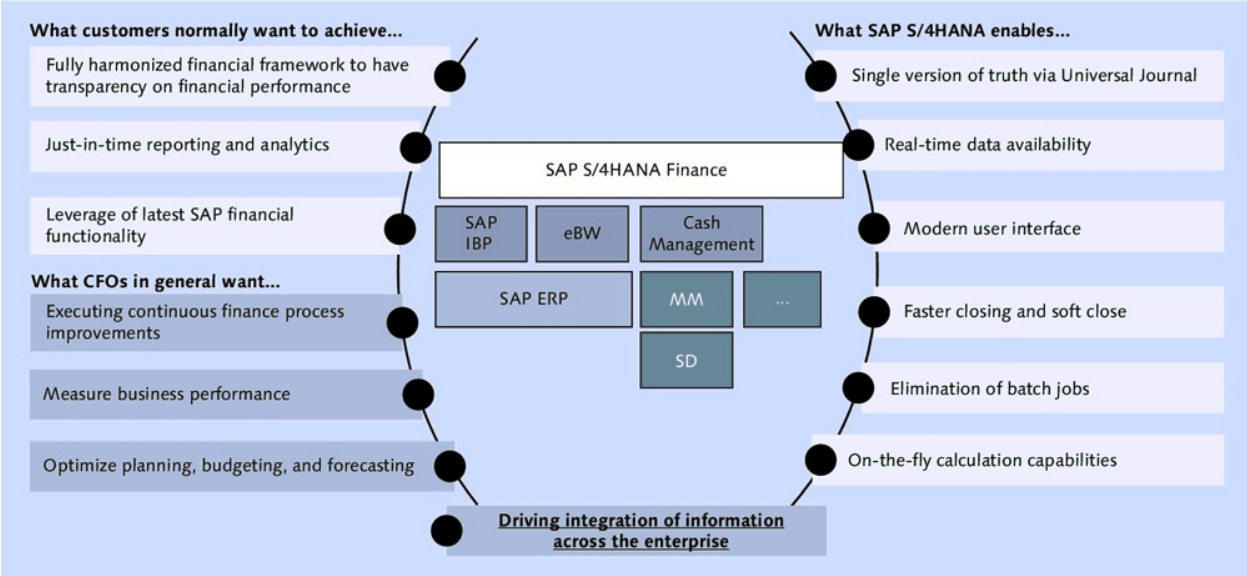 What customers normally want to achieve...
Fully harmonized financial framework to have
transparency on financial performance
Just-in-time reporting and analytics
Leverage of latest SAP financial
functionality
What CFOs in general want...
Executing continuous finance process
improvements
Measure business performance
Optimize planning, budgeting, and forecasting
SAP S/4HANA Finance
SAP
IBP
eBW
Cash
Management
SAP ERP
MM
...
SD
Driving integration of information
across the enterprise
What SAP S/4HANA enables...
Single version of truth via Universal Journal
Real-time data availability
Modern user interface
Faster closing and soft close
Elimination of batch jobs
On-the-fly calculation capabilities